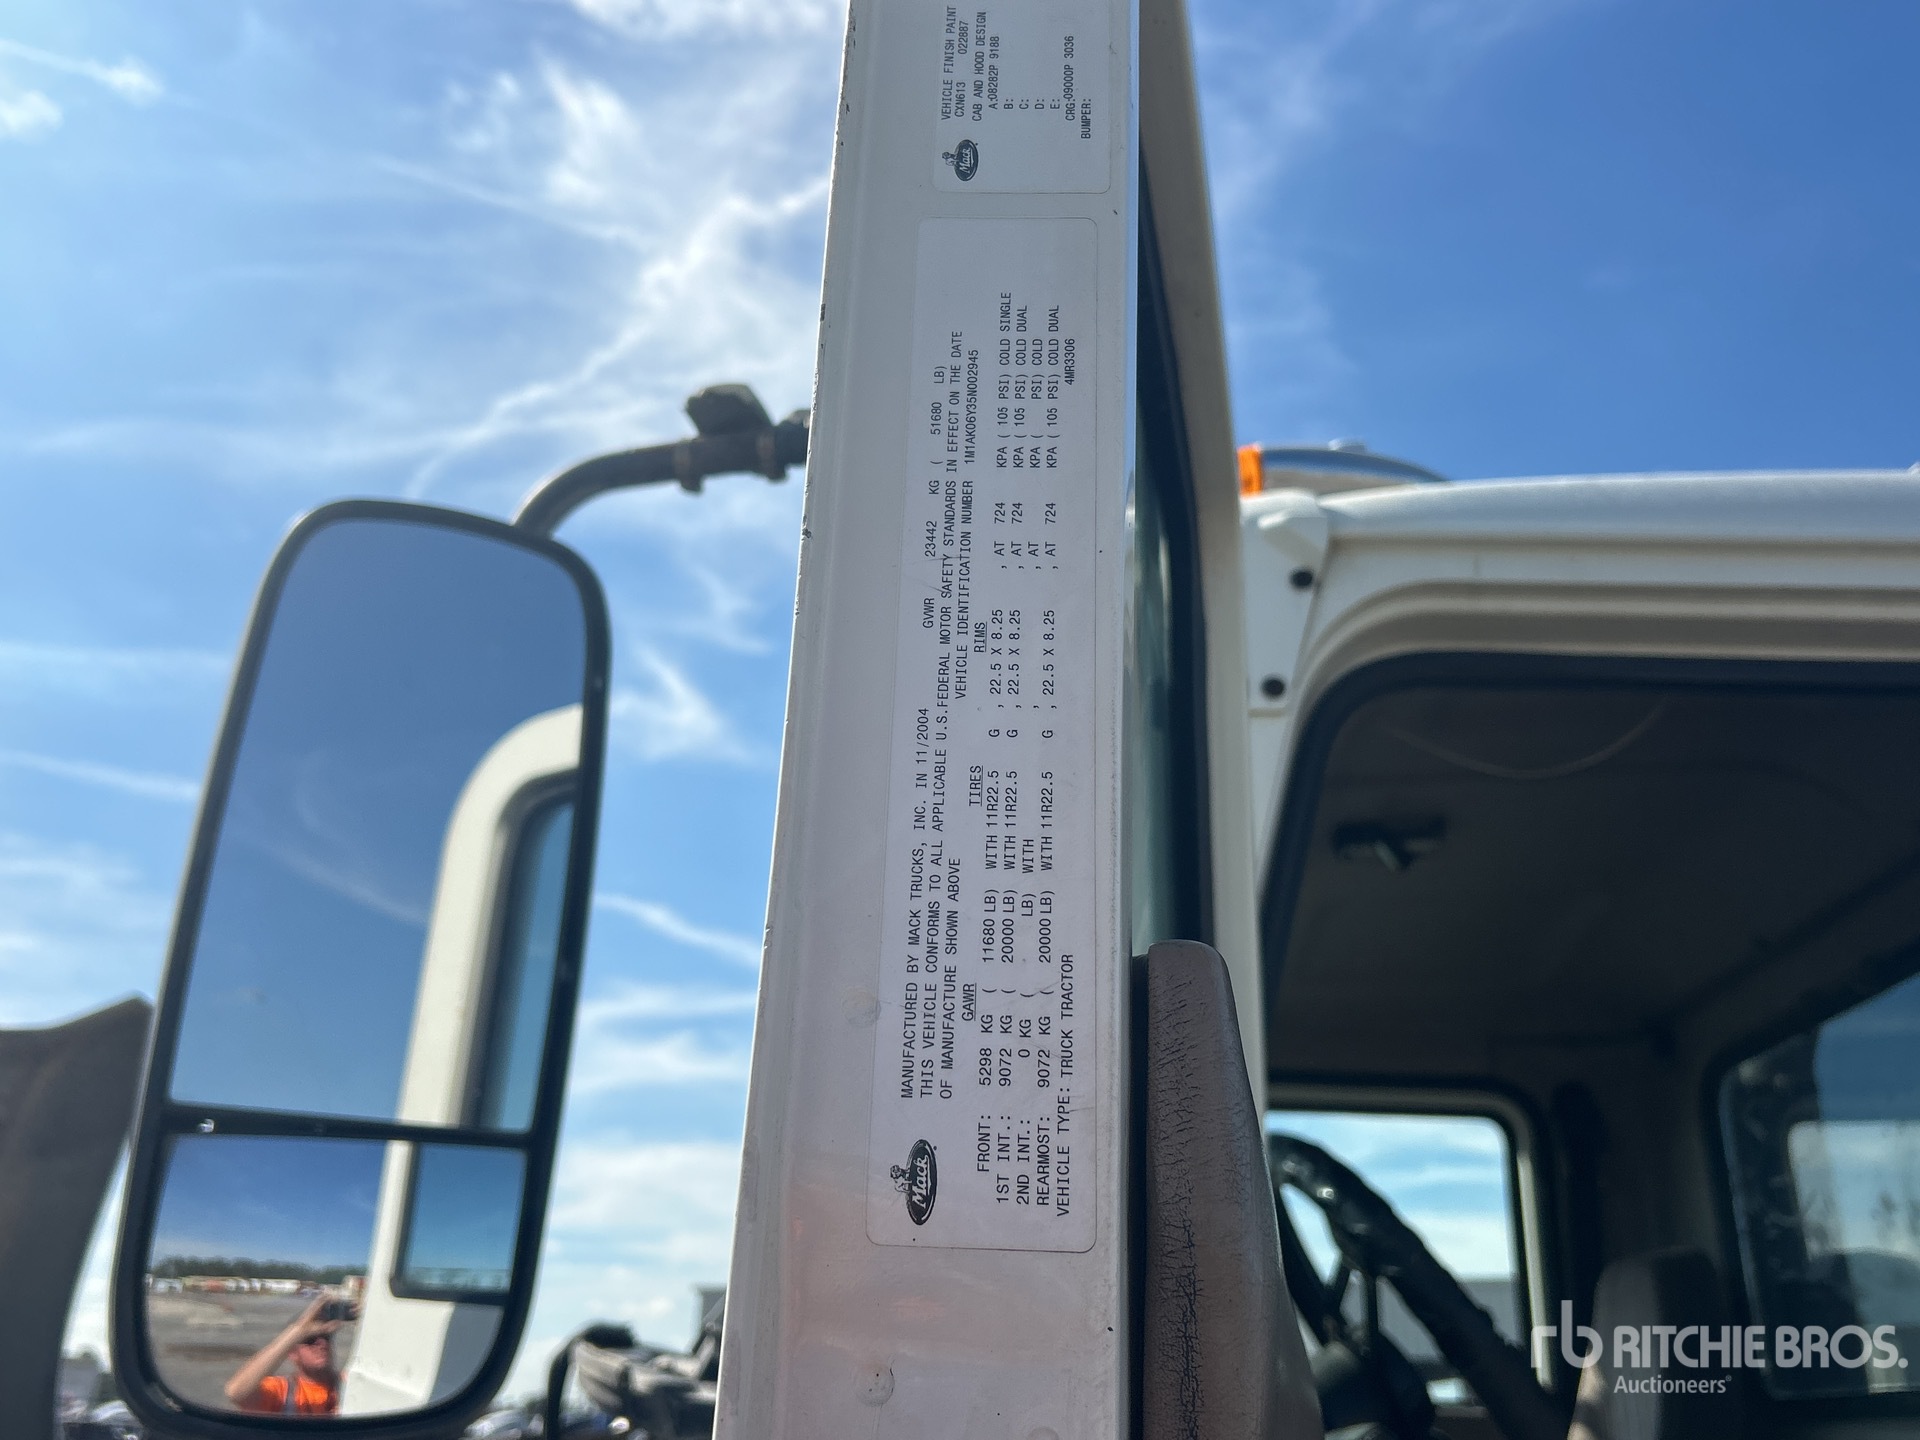 MANUFACTURED BY MACK TRUCKS, INC. IN 11/2004 GVWR 23442 KG ( 51680 LB)
THIS VEHICLE CONFORMS TO ALL APPLICABLE U.S.FEDERAL MOTOR SAFETY STANDARDS IN EFFECT ON THE DATE
OF MANUFACTURE SHOWN ABOVE VEHICLE IDENTIFICATION NUMBER 1M1AK06Y35N002945
GAWR TIRES RIMS
FRONT: 5298 KG ( 11680 LB) WITH 11R22.5 G , 22.5 X 8.25 , AT 724 KPA ( 105 PSI) COLD SINGLE
1ST INT.: 9072 KG ( 20000 LB) WITH 11R22.5 G , 22.5 X 8.25 , AT 724 KPA ( 105 PSI) COLD DUAL
2ND INT.: 0 KG ( LB) WITH , , AT KPA ( PSI) COLD
REARMOST: 9072 KG ( 20000 LB) WITH 11R22.5 G , 22.5 X 8.25 , AT 724 KPA ( 105 PSI) COLD DUAL
VEHICLE TYPE: TRUCK TRACTOR 4MR3306
Mack
VEHICLE FINISH PAINT
CXN613 022887
CAB AND HOOD DESIGN
A:08282P 9188
B:
C:
D:
E:
CRG:09000P 3036
BUMPER:
Mack
rb RITCHIE BROS.
Auctioneers